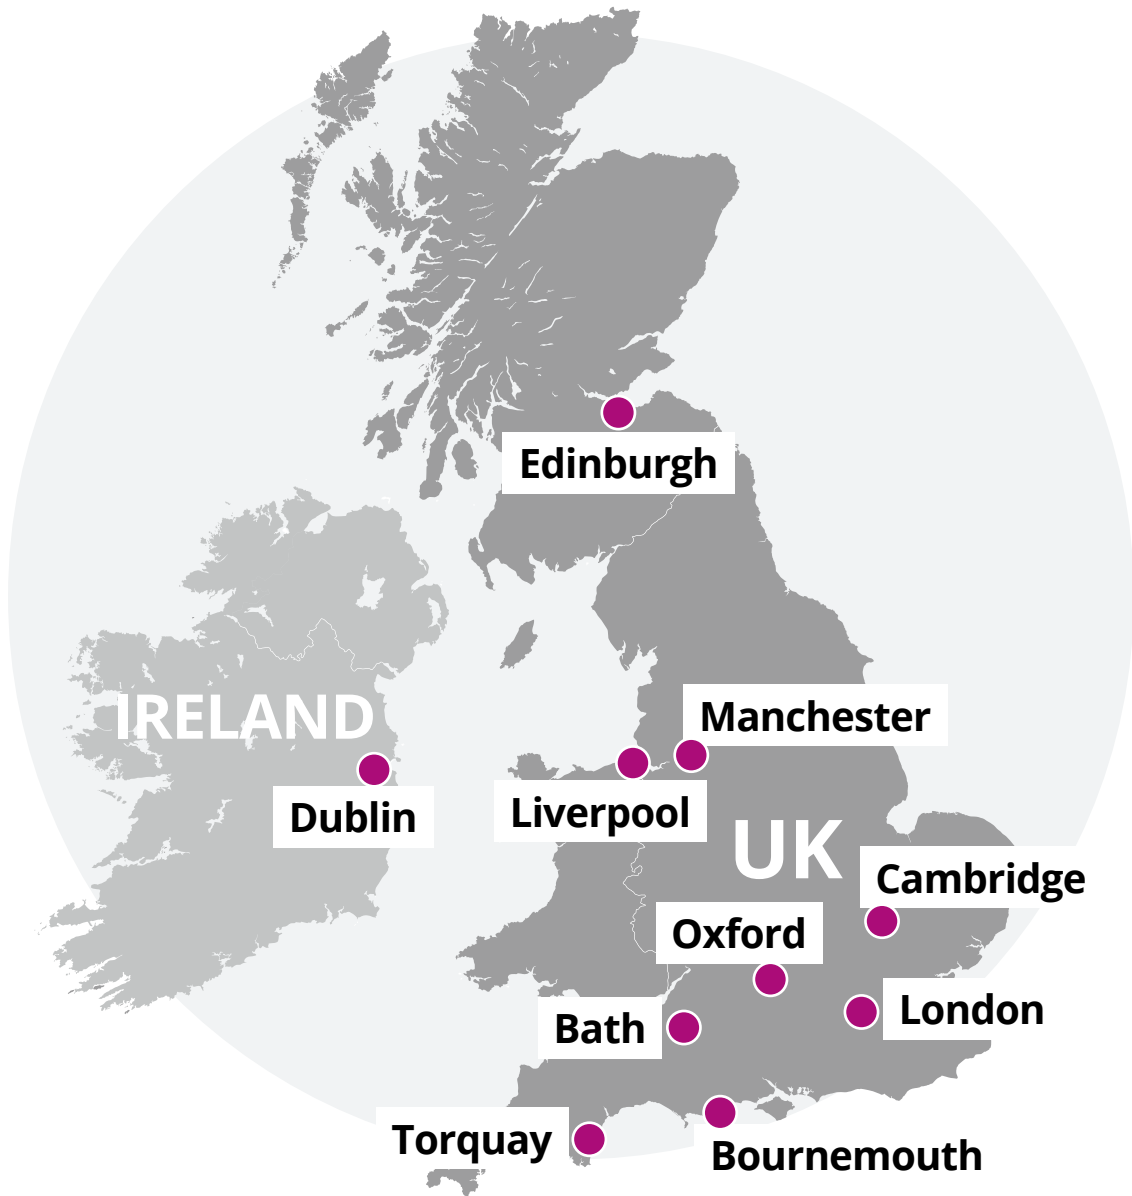 Edinburgh
IRELAND
Manchester
Dublin
Liverpool
UK
Cambridge
Oxford
London
Bath
Torquay
Bournemouth